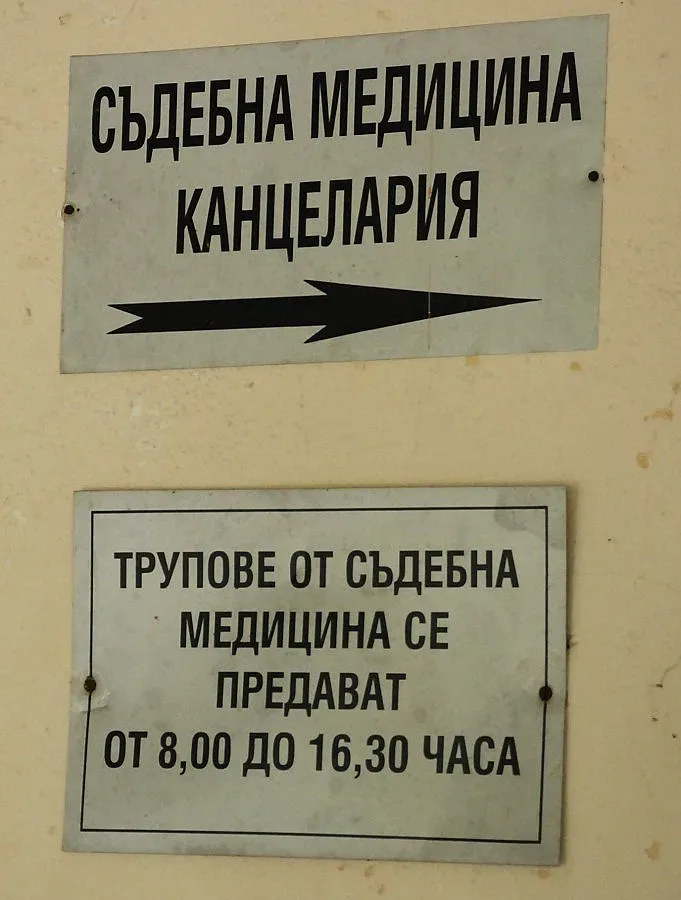 СЪДЕБНА МЕДИЦИНА
КАНЦЕЛАРИЯ
ТРУПОВЕ ОТ СЪДЕБНА
МЕДИЦИНА СЕ
ПРЕДАВАТ
ОТ 8,00 ДО 16,30 ЧАСА